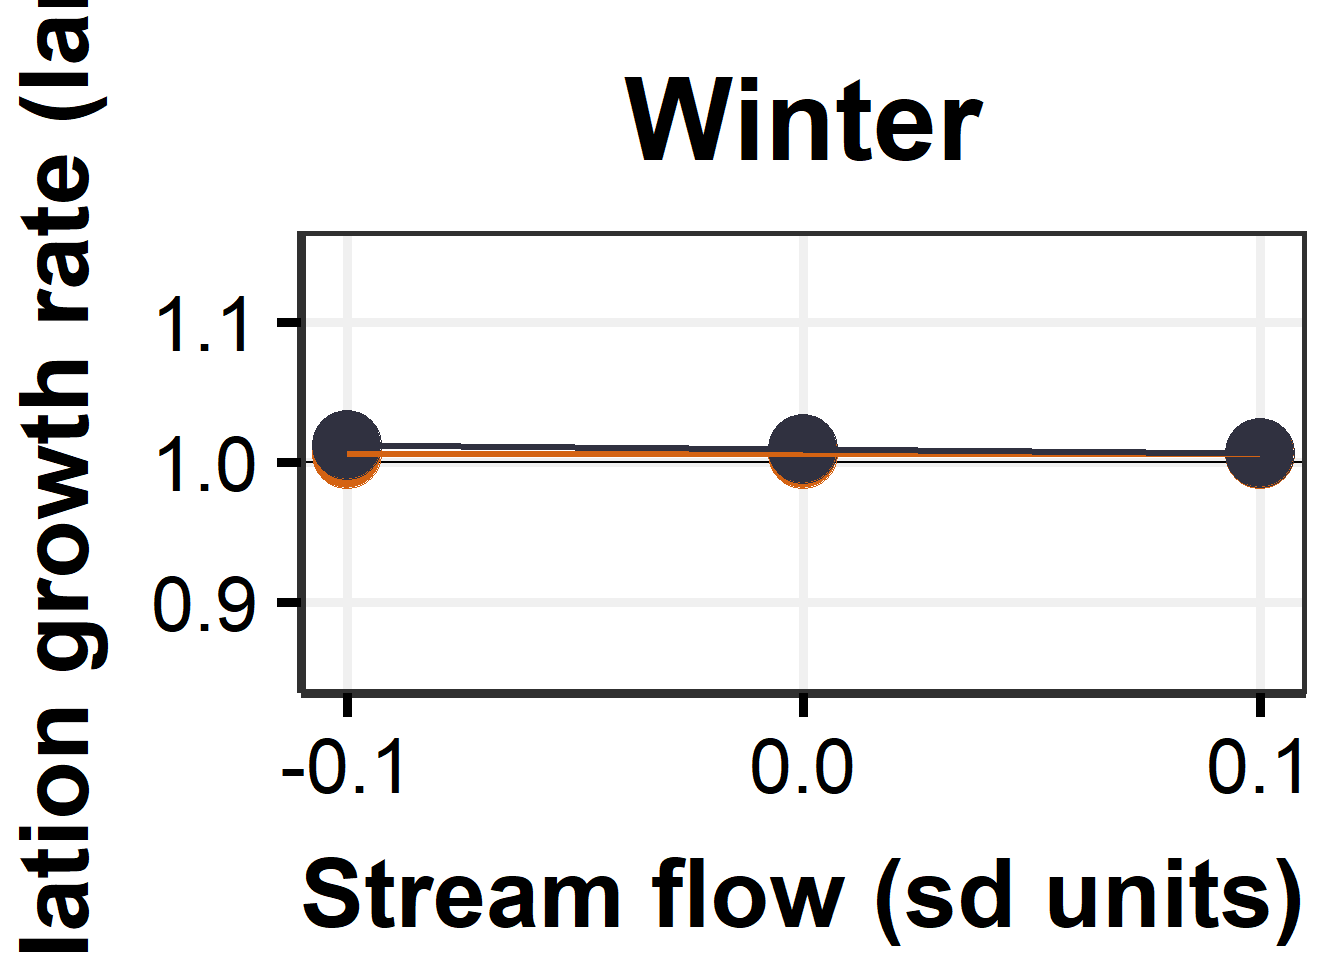 Winter
lation growth rate (la
1.1
1.0
0.9
-0.1 0.0 0.1
Stream flow (sd units)